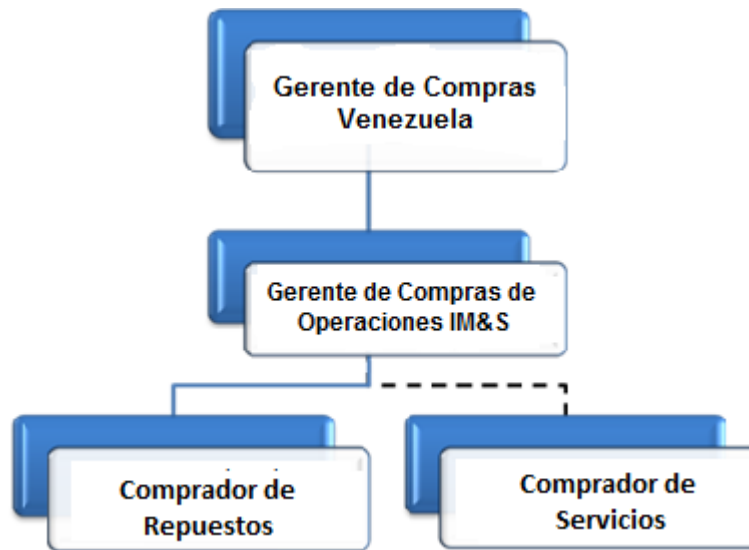 Gerente de Compras
Venezuela
Gerente de Compras de
Operaciones IM&S
Comprador de
Repuestos
Comprador de
Servicios